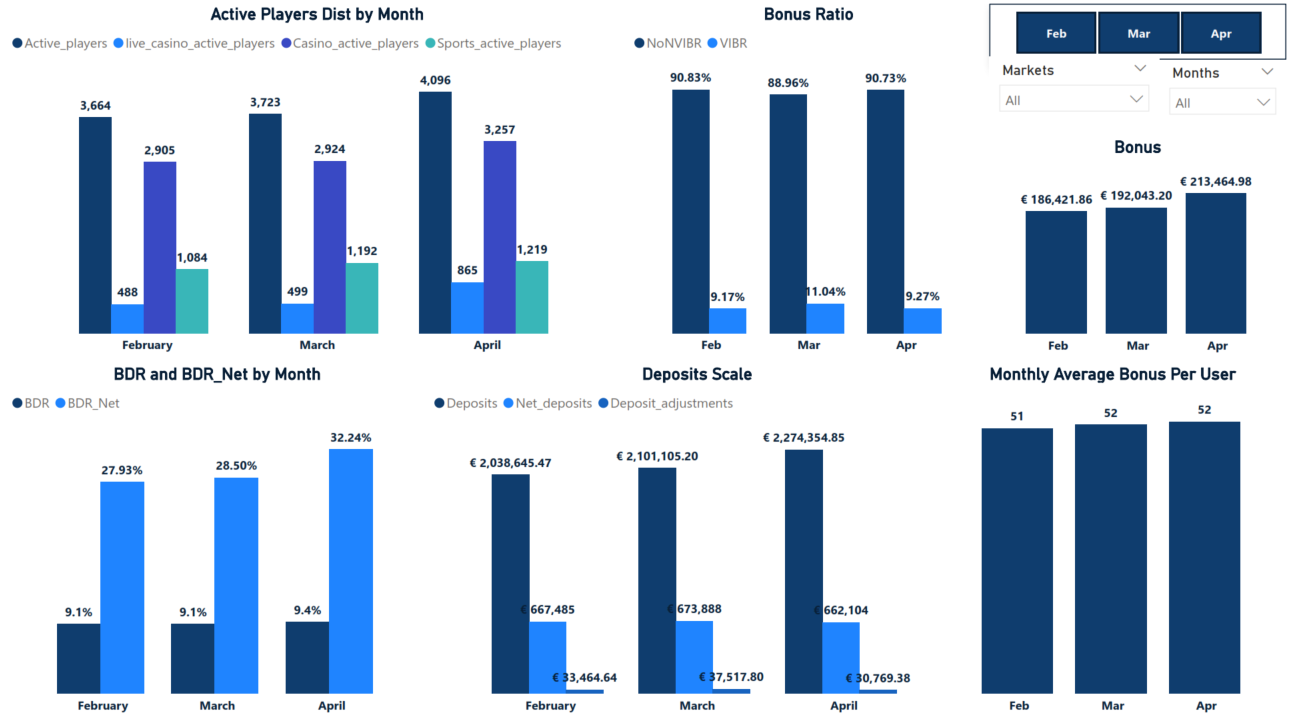 Active Players Dist by Month
Active_players live_casino_active_players Casino_active_players Sports_active_players
4,096
3,664
3,723
3,257
2,905
2,924
1,084
1,192
1,219
488
499
865
February March April
Bonus Ratio
NoNVIBR VIBR
90.83% 88.96% 90.73%
9.17% 11.04% 9.27%
Feb Mar Apr
Feb Mar Apr
Markets
All
Months
All
Bonus
€ 186,421.86 € 192,043.20 € 213,464.98
Feb Mar Apr
BDR and BDR_Net by Month
BDR BDR_Net
27.93% 28.50% 32.24%
9.1% 9.1% 9.4%
February March April
Deposits Scale
Deposits Net_deposits Deposit_adjustments
€ 2,038,645.47 € 2,101,105.20 € 2,274,354.85
€ 667,485 € 673,888 € 662,104
€ 33,464.64 € 37,517.80 € 30,769.38
February March April
Monthly Average Bonus Per User
51 52 52
Feb Mar Apr